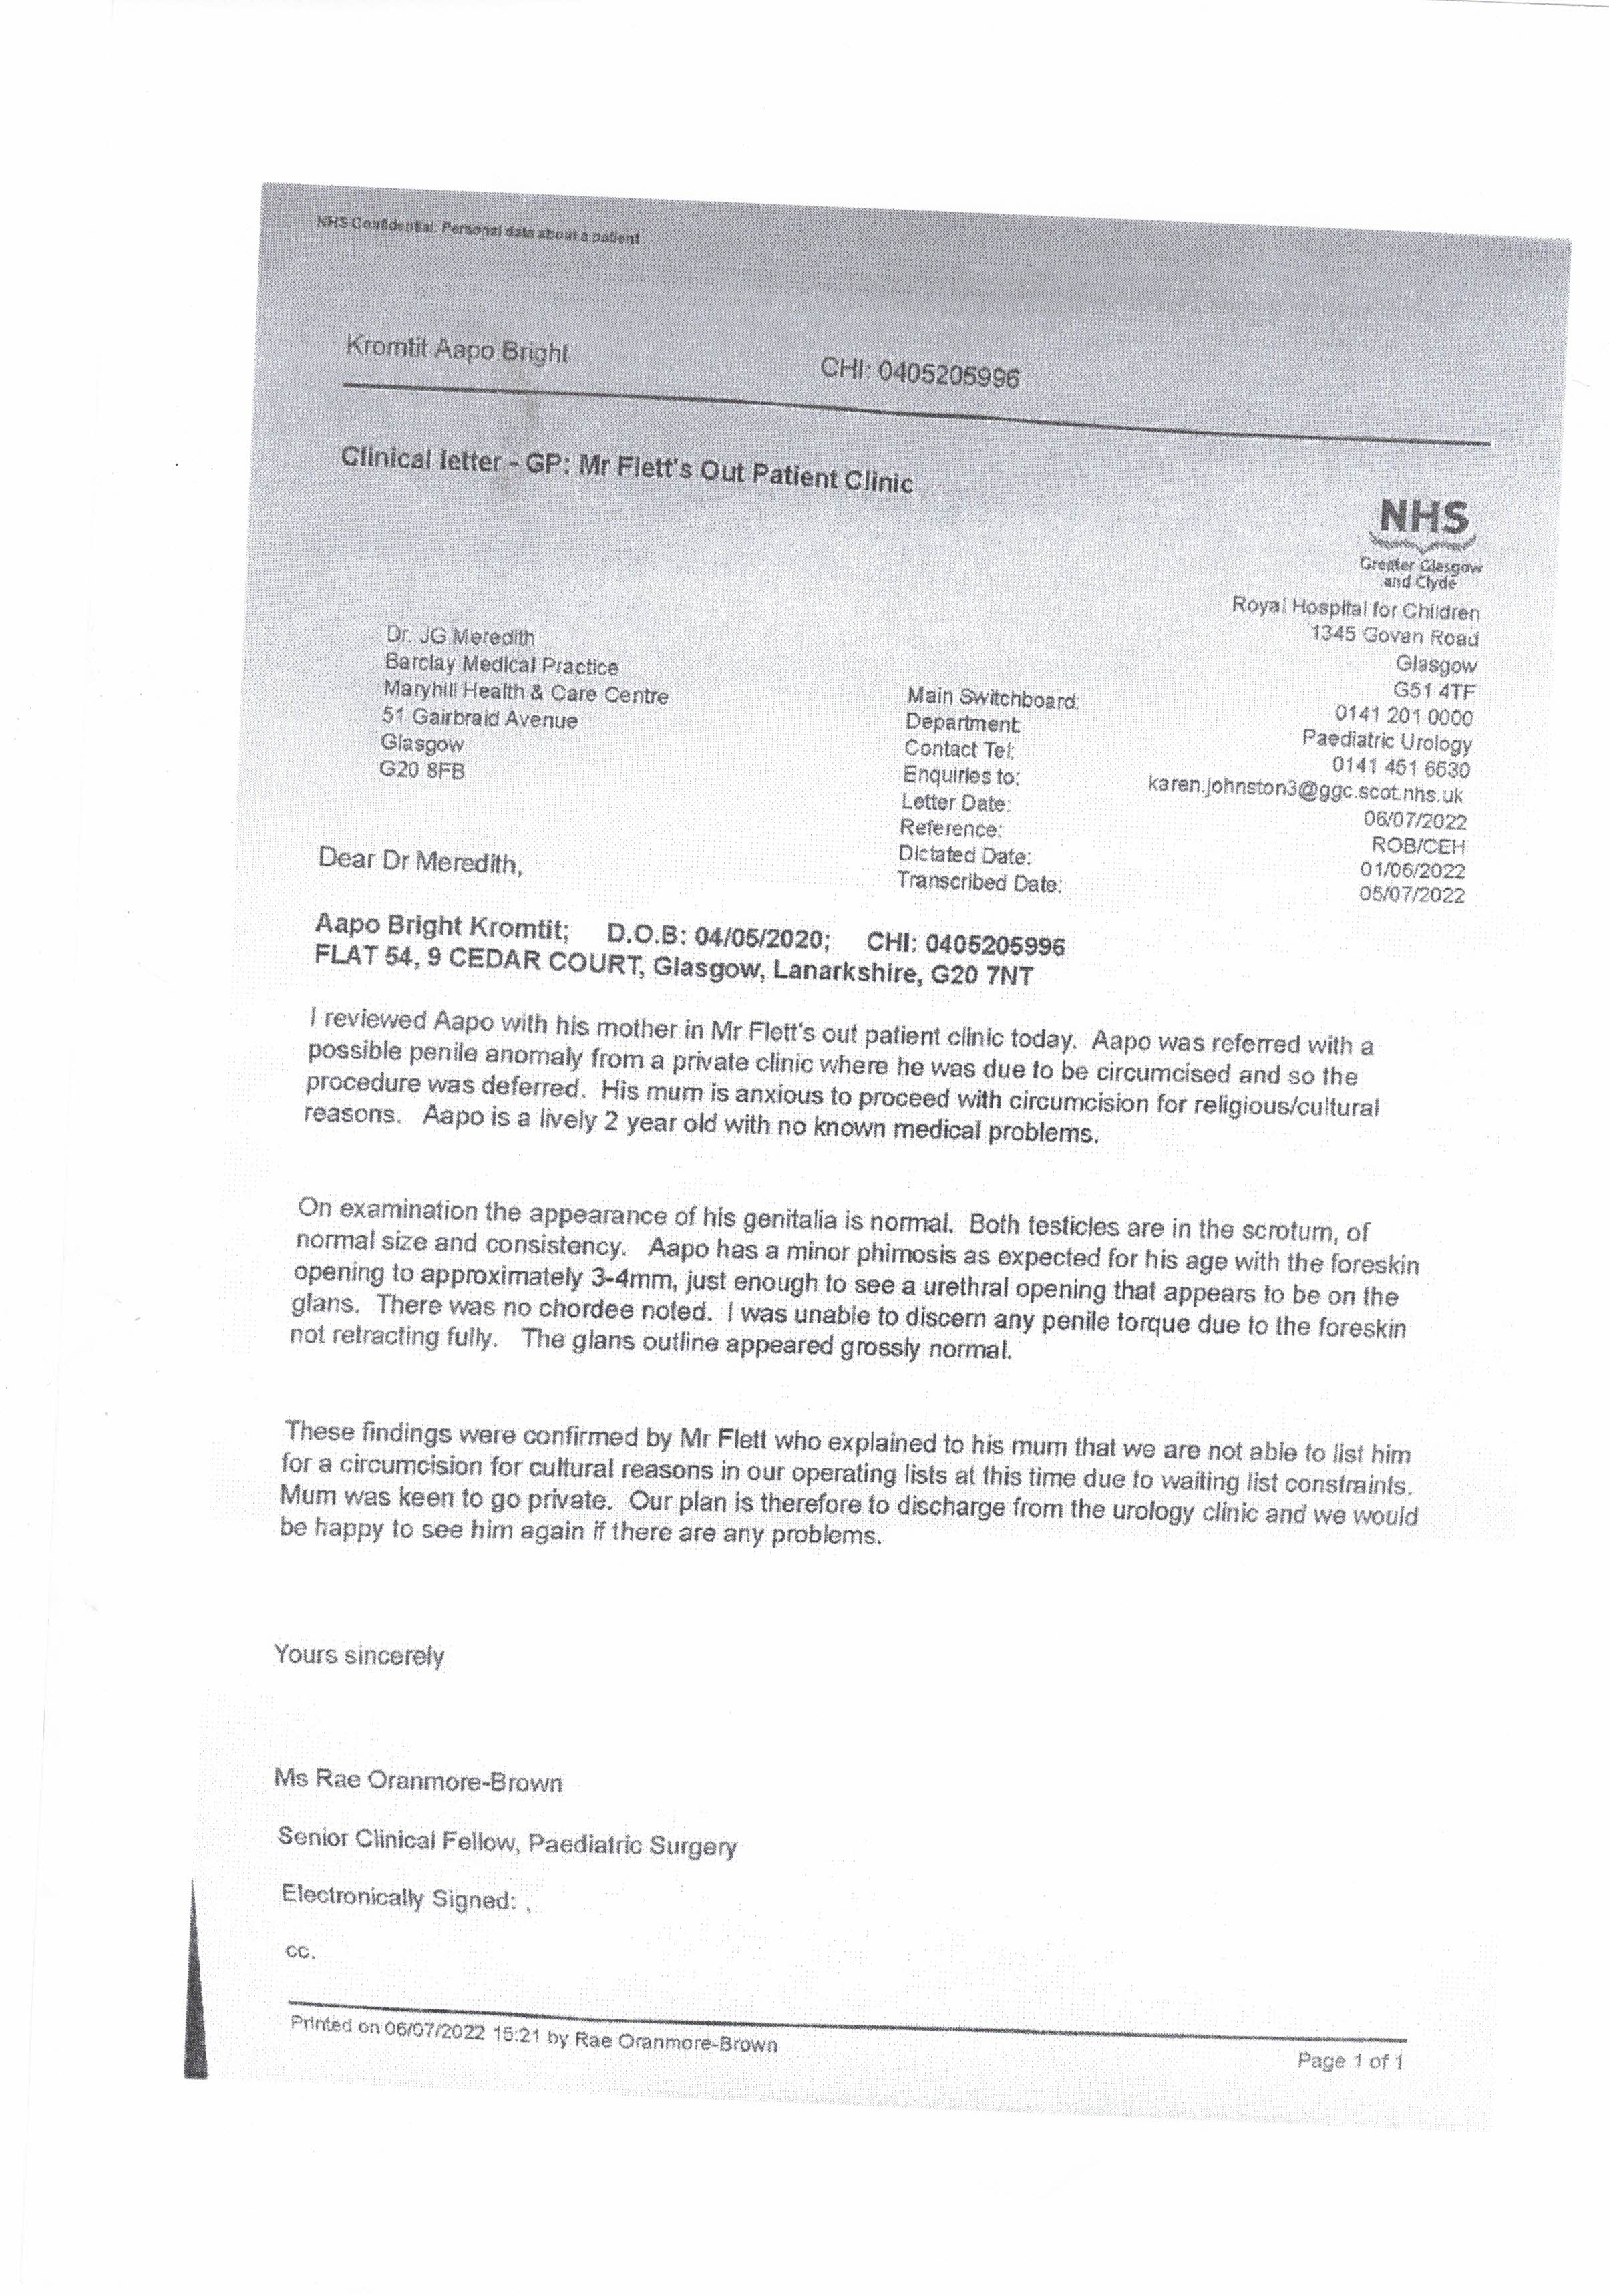 NHS Confidential: Personal data about a patient
Kromtit Aapo Bright
CHI: 0405205996
Clinical letter - GP: Mr Flett's Out Patient Clinic
NHS
Greater Glasgow
and Clyde
Royal Hospital for Children
1345 Govan Road
Glasgow
G51 4TF
Dr. JG Meredith
Barclay Medical Practice
Maryhill Health & Care Centre
51 Gairbraid Avenue
Glasgow
G20 8FB
Main Switchboard: 0141 201 0000
Department: Paediatric Urology
Contact Tel: 0141 451 6530
Enquiries to: karen.johnston3@ggc.scot.nhs.uk
Letter Date: 06/07/2022
Reference: ROB/CEH
Dictated Date: 01/06/2022
Transcribed Date: 05/07/2022
Dear Dr Meredith,
Aapo Bright Kromtit; D.O.B: 04/05/2020; CHI: 0405205996
FLAT 54, 9 CEDAR COURT, Glasgow, Lanarkshire, G20 7NT
I reviewed Aapo with his mother in Mr Flett's out patient clinic today. Aapo was referred with a
possible penile anomaly from a private clinic where he was due to be circumcised and so the
procedure was deferred. His mum is anxious to proceed with circumcision for religious/cultural
reasons. Aapo is a lively 2 year old with no known medical problems.
On examination the appearance of his genitalia is normal. Both testicles are in the scrotum, of
normal size and consistency. Aapo has a minor phimosis as expected for his age with the foreskin
opening to approximately 3-4mm, just enough to see a urethral opening that appears to be on the
glans. There was no chordee noted. I was unable to discern any penile torque due to the foreskin
not retracting fully. The glans outline appeared grossly normal.
These findings were confirmed by Mr Flett who explained to his mum that we are not able to list him
for a circumcision for cultural reasons in our operating lists at this time due to waiting list constraints.
Mum was keen to go private. Our plan is therefore to discharge from the urology clinic and we would
be happy to see him again if there are any problems.
Yours sincerely
Ms Rae Oranmore-Brown
Senior Clinical Fellow, Paediatric Surgery
Electronically Signed: ,
cc.
Printed on 06/07/2022 15:21 by Rae Oranmore-Brown
Page 1 of 1